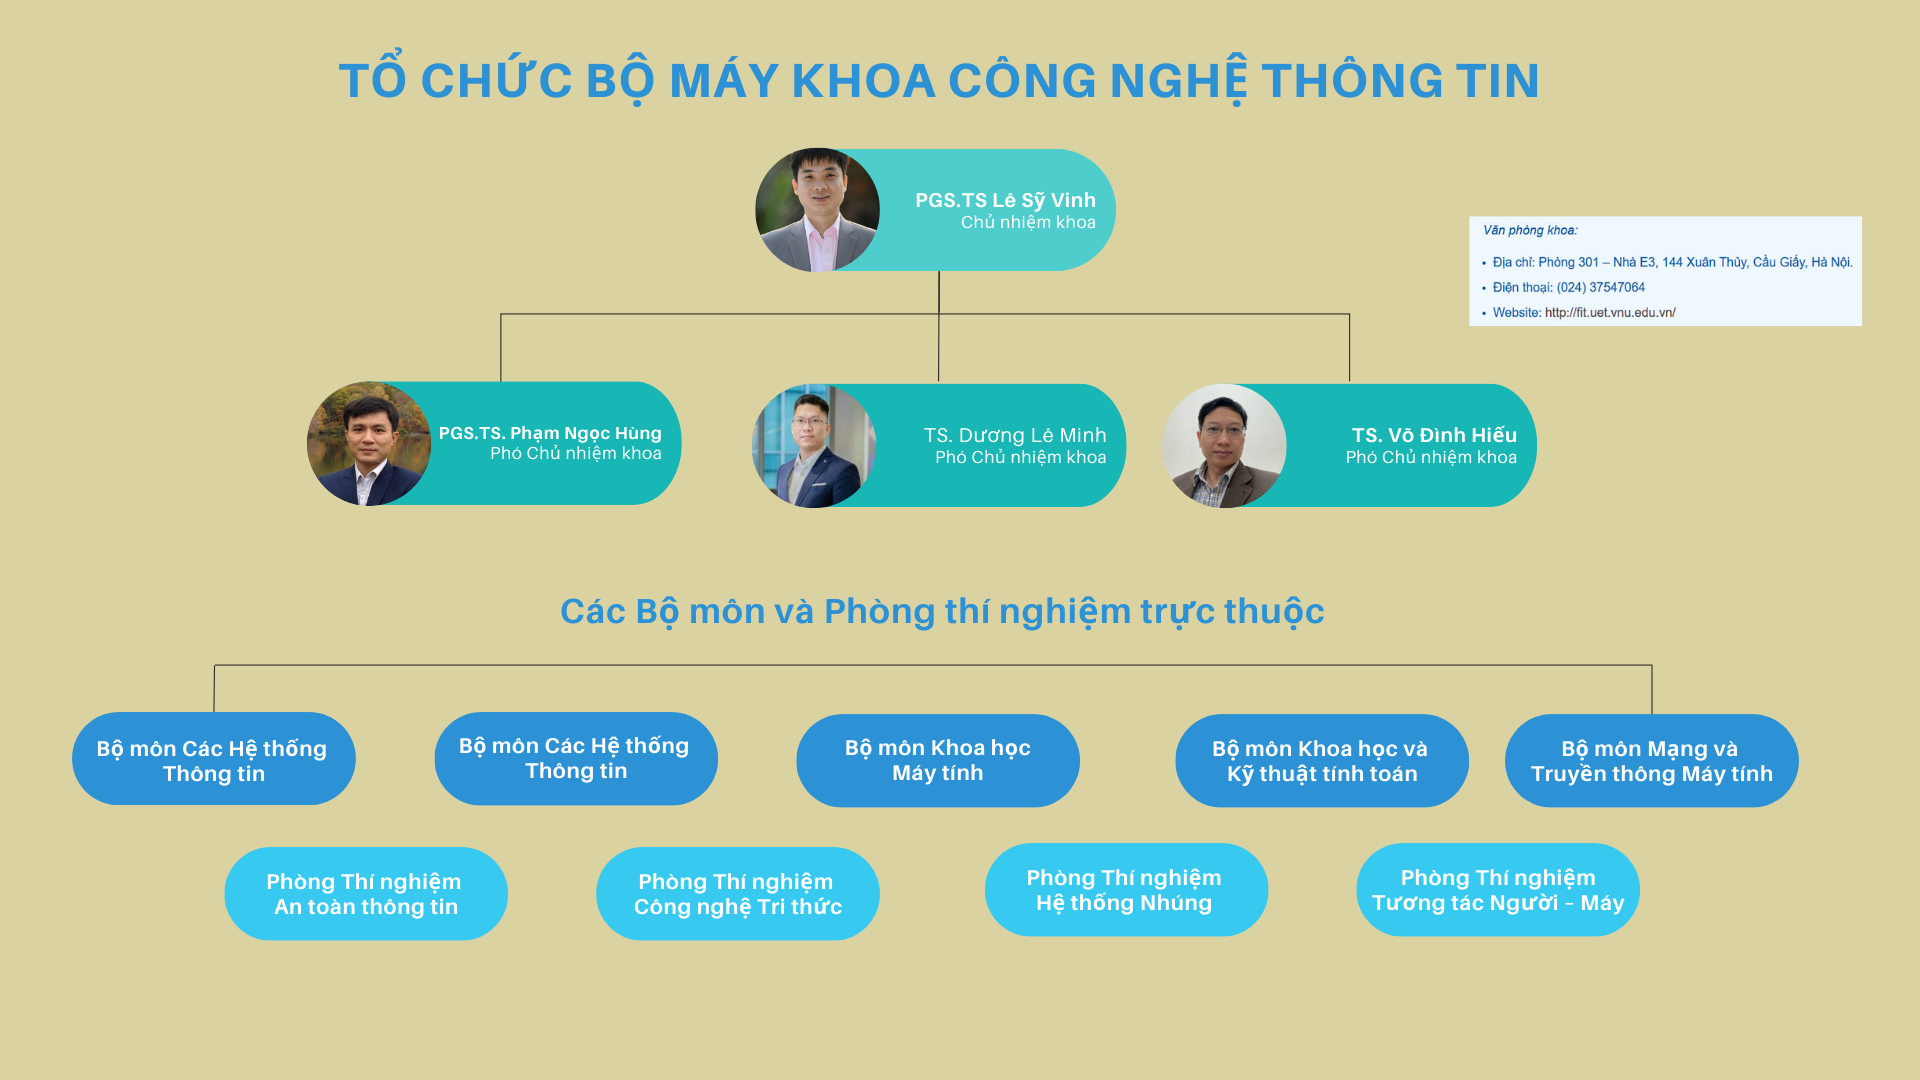 TỔ CHỨC BỘ MÁY KHOA CÔNG NGHỆ THÔNG TIN
PGS.TS Lê Sỹ Vinh
Chủ nhiệm khoa
Văn phòng khoa:
• Địa chỉ: Phòng 301 – Nhà E3, 144 Xuân Thủy, Cầu Giấy, Hà Nội.
• Điện thoại: (024) 37547064
• Website: http://fit.uet.vnu.edu.vn/
PGS.TS. Phạm Ngọc Hùng
Phó Chủ nhiệm khoa
TS. Dương Lê Minh
Phó Chủ nhiệm khoa
TS. Võ Đình Hiếu
Phó Chủ nhiệm khoa
Các Bộ môn và Phòng thí nghiệm trực thuộc
Bộ môn Các Hệ thống
Thông tin
Bộ môn Các Hệ thống
Thông tin
Bộ môn Khoa học
Máy tính
Bộ môn Khoa học và
Kỹ thuật tính toán
Bộ môn Mạng và
Truyền thông Máy tính
Phòng Thí nghiệm
An toàn thông tin
Phòng Thí nghiệm
Công nghệ Tri thức
Phòng Thí nghiệm
Hệ thống Nhúng
Phòng Thí nghiệm
Tương tác Người – Máy